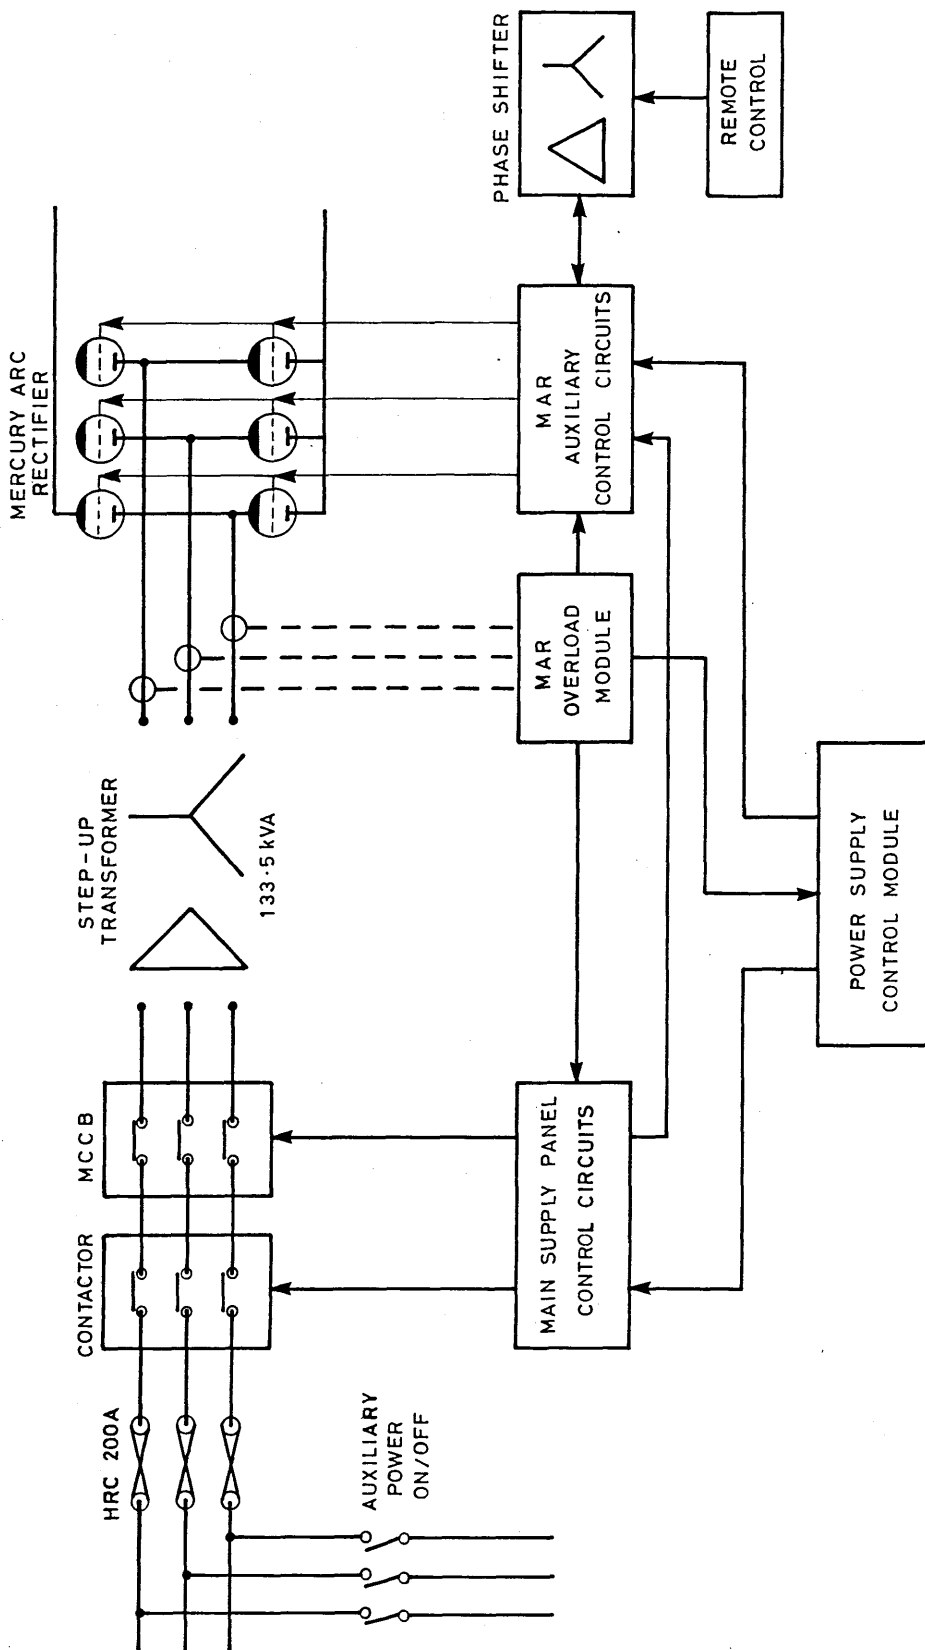 HRC 200A
AUXILIARY
POWER
ON/OFF
CONTACTOR
MCCB
STEP-UP
TRANSFORMER
133·5 kVA
MERCURY ARC
RECTIFIER
MAIN SUPPLY PANEL
CONTROL CIRCUITS
MAR
OVERLOAD
MODULE
MAR
AUXILIARY
CONTROL CIRCUITS
PHASE SHIFTER
REMOTE
CONTROL
POWER SUPPLY
CONTROL MODULE